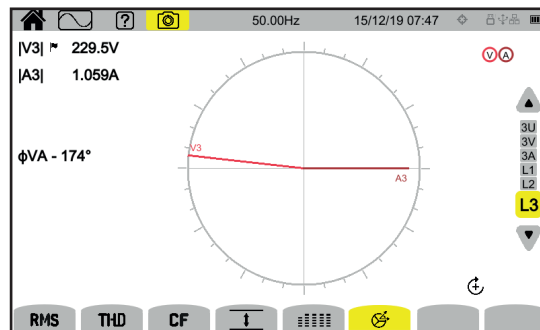 ? 50.00Hz 15/12/19 07:47
|V3| 229.5V
|A3| 1.059A
V A
ϕVA - 174°
V3
A3
3U
3V
3A
L1
L2
L3
RMS THD CF